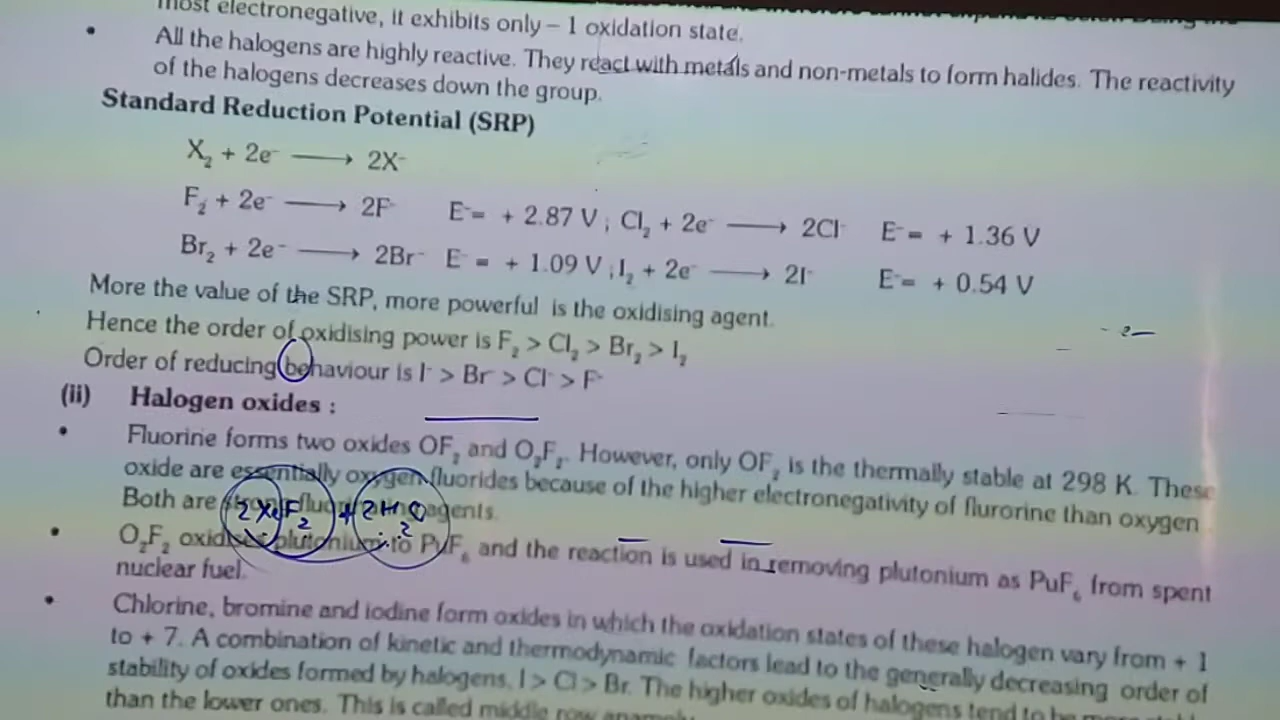 most electronegative, it exhibits only – 1 oxidation state.
• All the halogens are highly reactive. They react with metals and non-metals to form halides. The reactivity
of the halogens decreases down the group.
Standard Reduction Potential (SRP)
X₂ + 2e⁻ ⟶ 2X⁻
F₂ + 2e⁻ ⟶ 2F⁻ E⁻= + 2.87 V ; Cl₂ + 2e⁻ ⟶ 2Cl⁻ E⁻= + 1.36 V
Br₂ + 2e⁻ ⟶ 2Br⁻ E⁻ = + 1.09 V ; I₂ + 2e⁻ ⟶ 2I⁻ E⁻= + 0.54 V
More the value of the SRP, more powerful is the oxidising agent.
Hence the order of oxidising power is F₂ > Cl₂ > Br₂ > I₂
Order of reducing behaviour is I⁻ > Br⁻ > Cl⁻ > F⁻
(ii) Halogen oxides :
• Fluorine forms two oxides OF₂ and O₂F₂. However, only OF₂ is the thermally stable at 298 K. These
oxide are essentially oxygen fluorides because of the higher electronegativity of flurorine than oxygen
Both are agents.
2XeF₂ + 2H₂O
• O₂F₂ oxidises plutonium to PuF₆ and the reaction is used in removing plutonium as PuF₆ from spent
nuclear fuel.
• Chlorine, bromine and iodine form oxides in which the oxidation states of these halogen vary from + 1
to + 7. A combination of kinetic and thermodynamic factors lead to the generally decreasing order of
stability of oxides formed by halogens, I > Cl > Br. The higher oxides of halogens tend to be more
than the lower ones. This is called middle row